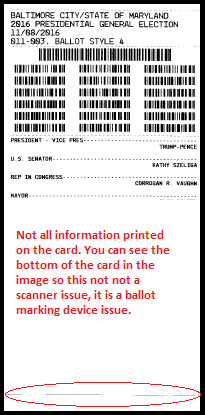 BALTIMORE CITY/STATE OF MARYLAND
2016 PRESIDENTIAL GENERAL ELECTION
11/08/2016
011-003, BALLOT STYLE 4
PRESIDENT - VICE PRES
TRUMP-PENCE
U.S. SENATOR
KATHY SZELIGA
REP IN CONGRESS
CORROGAN R. VAUGHN
MAYOR
Not all information printed
on the card. You can see the
bottom of the card in the
image so this not not a
scanner issue, it is a ballot
marking device issue.